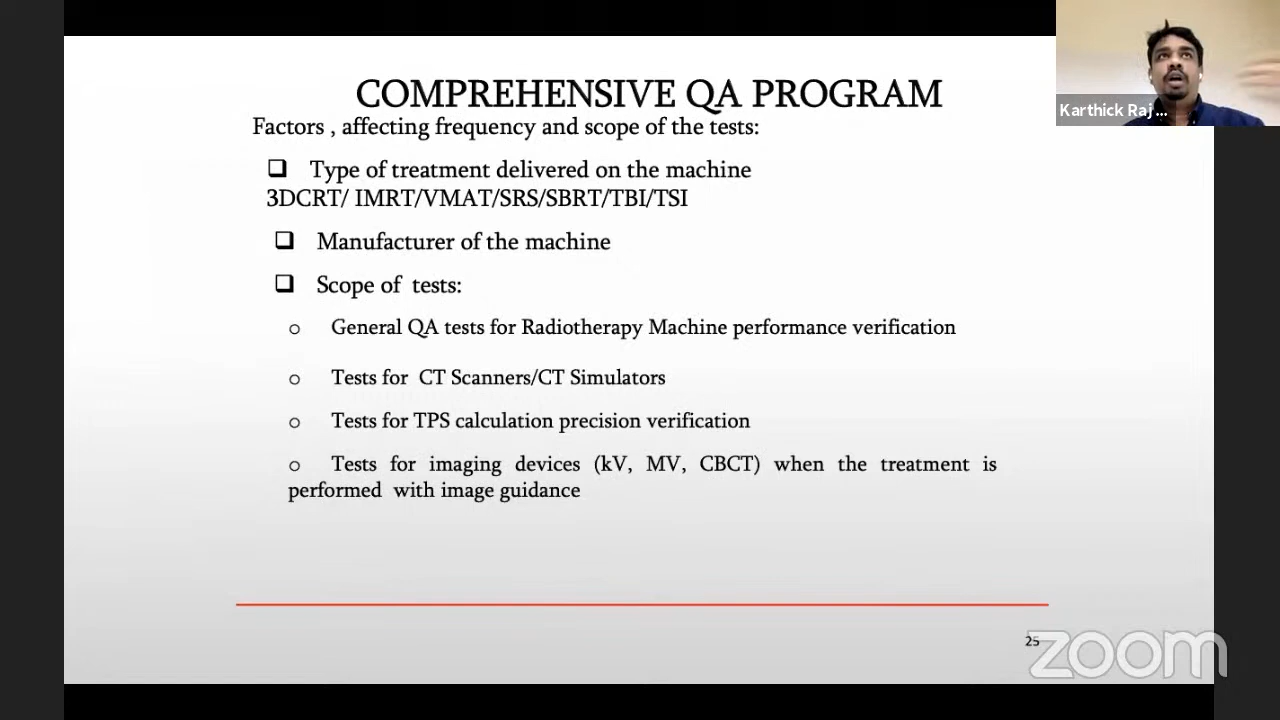 COMPREHENSIVE QA PROGRAM
Factors , affecting frequency and scope of the tests:
❑ Type of treatment delivered on the machine
3DCRT/ IMRT/VMAT/SRS/SBRT/TBI/TSI
❑ Manufacturer of the machine
❑ Scope of tests:
o General QA tests for Radiotherapy Machine performance verification
o Tests for CT Scanners/CT Simulators
o Tests for TPS calculation precision verification
o Tests for imaging devices (kV, MV, CBCT) when the treatment is
performed with image guidance
25
Karthick Raj ...
zoom